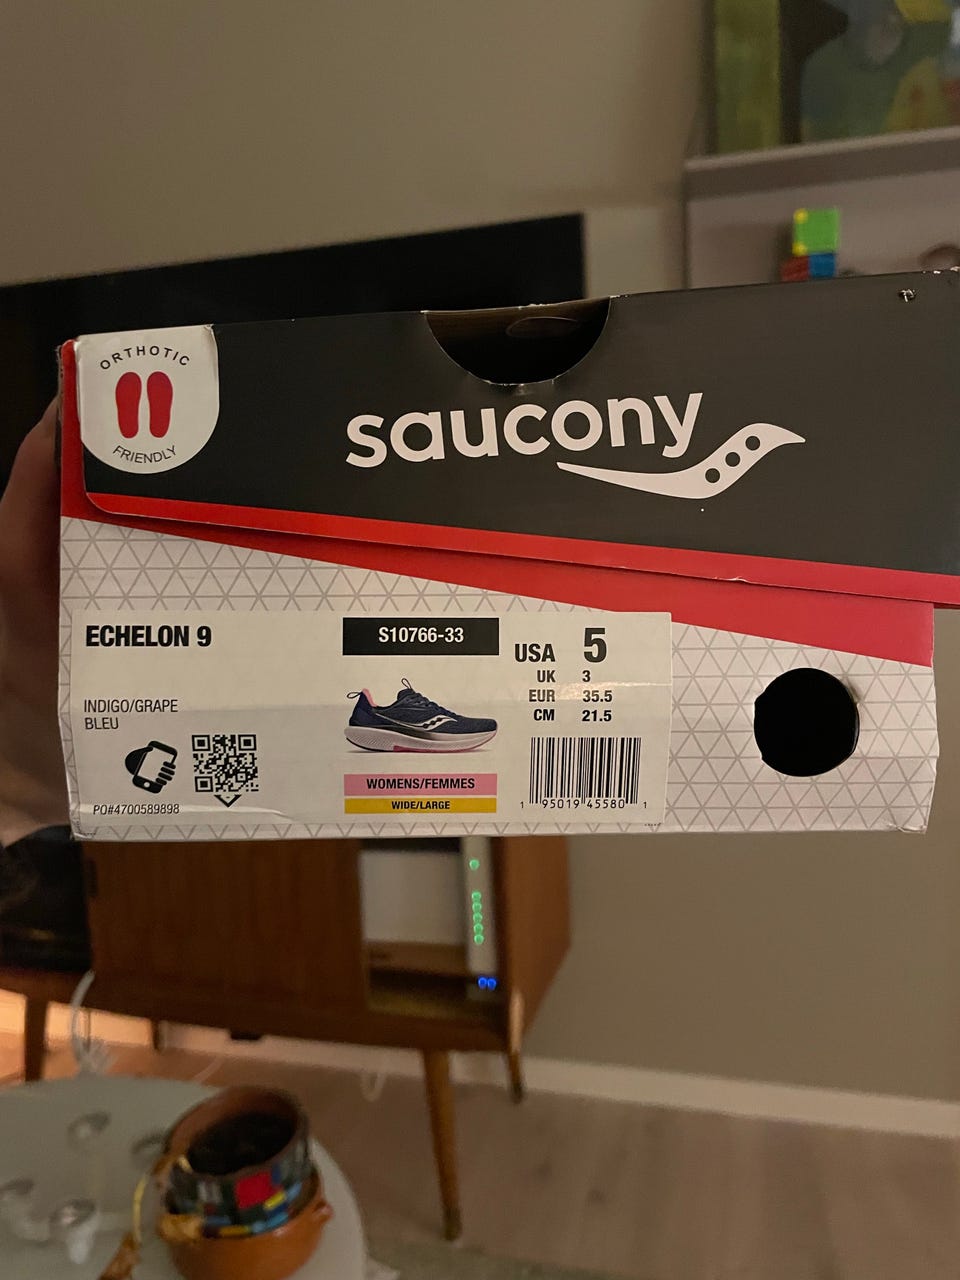 ORTHOTIC
FRIENDLY
saucony
ECHELON 9
INDIGO/GRAPE
BLEU
PO#4700589898
S10766-33
WOMENS/FEMMES
WIDE/LARGE
USA 5
UK 3
EUR 35.5
CM 21.5
1 95019 45580 1